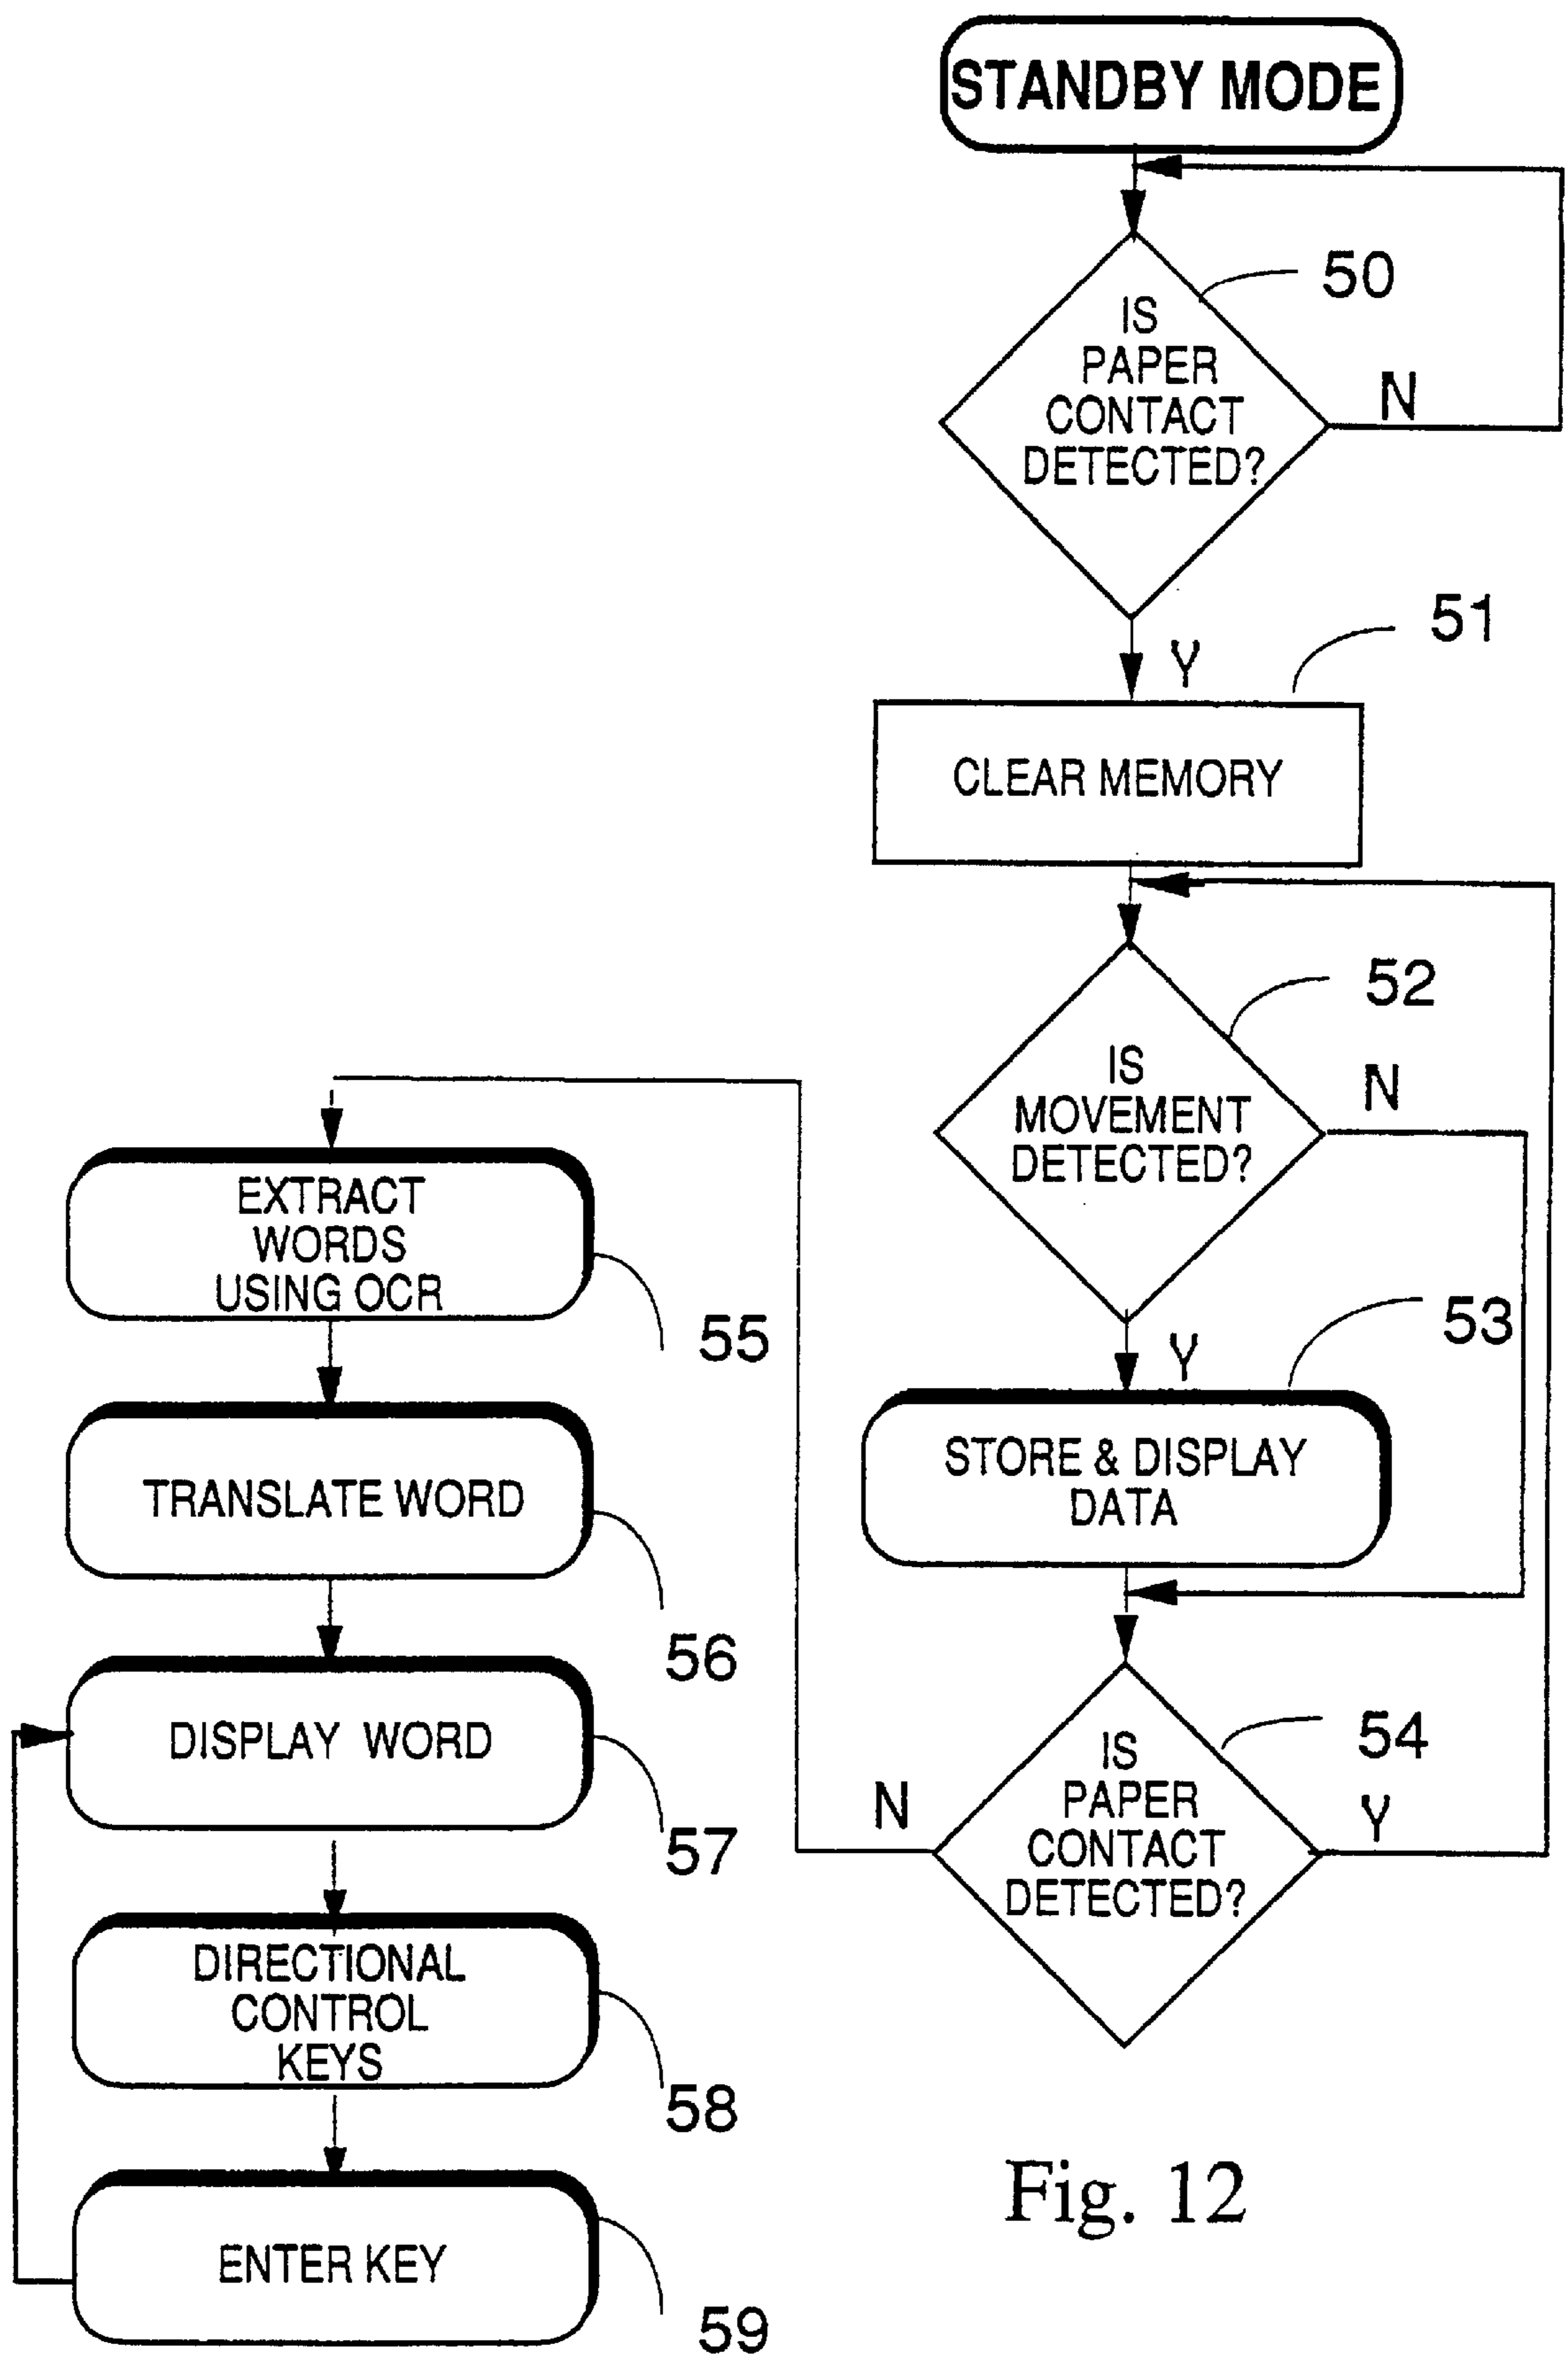 STANDBY MODE
50
IS
PAPER
CONTACT
DETECTED?
N
Y
51
CLEAR MEMORY
52
IS
MOVEMENT
DETECTED?
N
Y
53
STORE & DISPLAY
DATA
54
IS
PAPER
CONTACT
DETECTED?
N
Y
EXTRACT
WORDS
USING OCR
55
TRANSLATE WORD
56
DISPLAY WORD
57
DIRECTIONAL
CONTROL
KEYS
58
ENTER KEY
59
Fig. 12